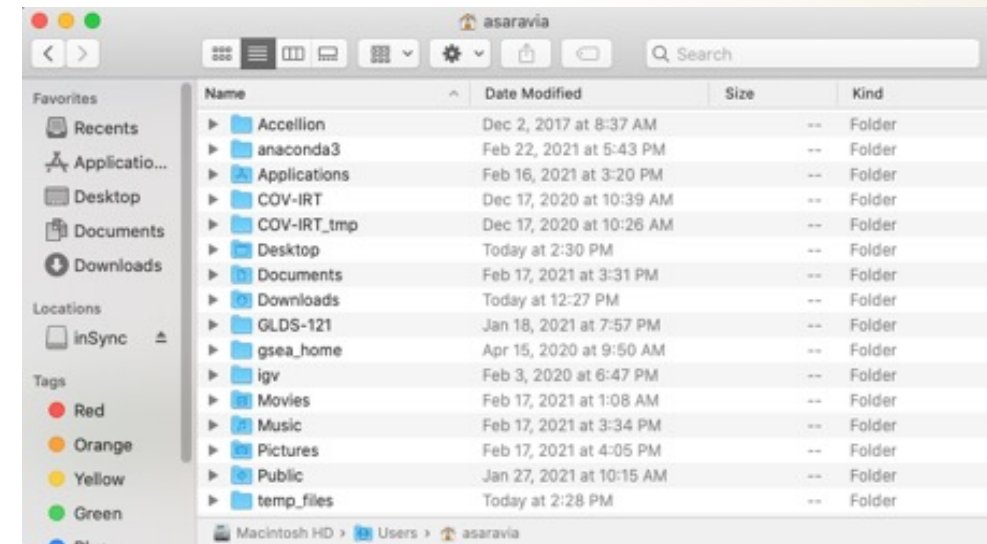 asaravia
Search
Favorites
Recents
Applicatio...
Desktop
Documents
Downloads
Locations
inSync
Tags
Red
Orange
Yellow
Green
Name Date Modified Size Kind
Accellion Dec 2, 2017 at 8:37 AM -- Folder
anaconda3 Feb 22, 2021 at 5:43 PM -- Folder
Applications Feb 16, 2021 at 3:20 PM -- Folder
COV-IRT Dec 17, 2020 at 10:39 AM -- Folder
COV-IRT_tmp Dec 17, 2020 at 10:26 AM -- Folder
Desktop Today at 2:30 PM -- Folder
Documents Feb 17, 2021 at 3:31 PM -- Folder
Downloads Today at 12:27 PM -- Folder
GLDS-121 Jan 18, 2021 at 7:57 PM -- Folder
gsea_home Apr 15, 2020 at 9:50 AM -- Folder
igv Feb 3, 2020 at 6:47 PM -- Folder
Movies Feb 17, 2021 at 1:08 AM -- Folder
Music Feb 17, 2021 at 3:34 PM -- Folder
Pictures Feb 17, 2021 at 4:05 PM -- Folder
Public Jan 27, 2021 at 10:15 AM -- Folder
temp_files Today at 2:28 PM -- Folder
Macintosh HD › Users › asaravia